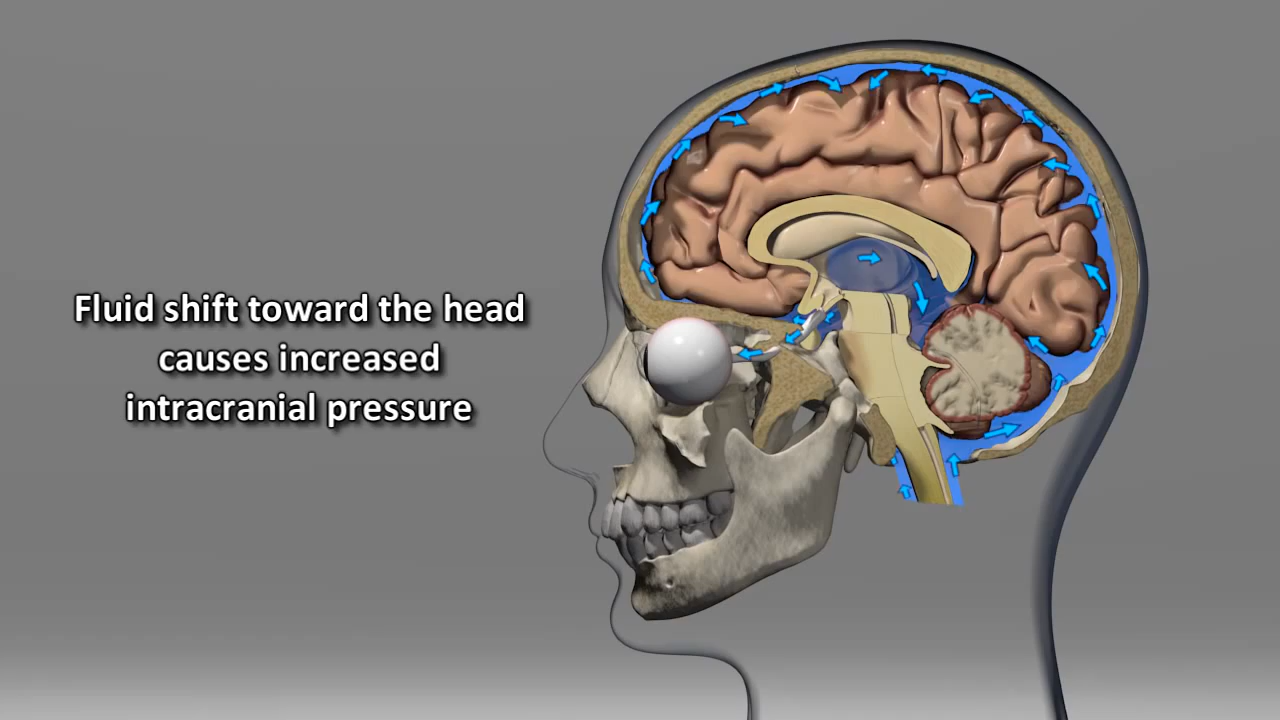 Fluid shift toward the head
causes increased
intracranial pressure